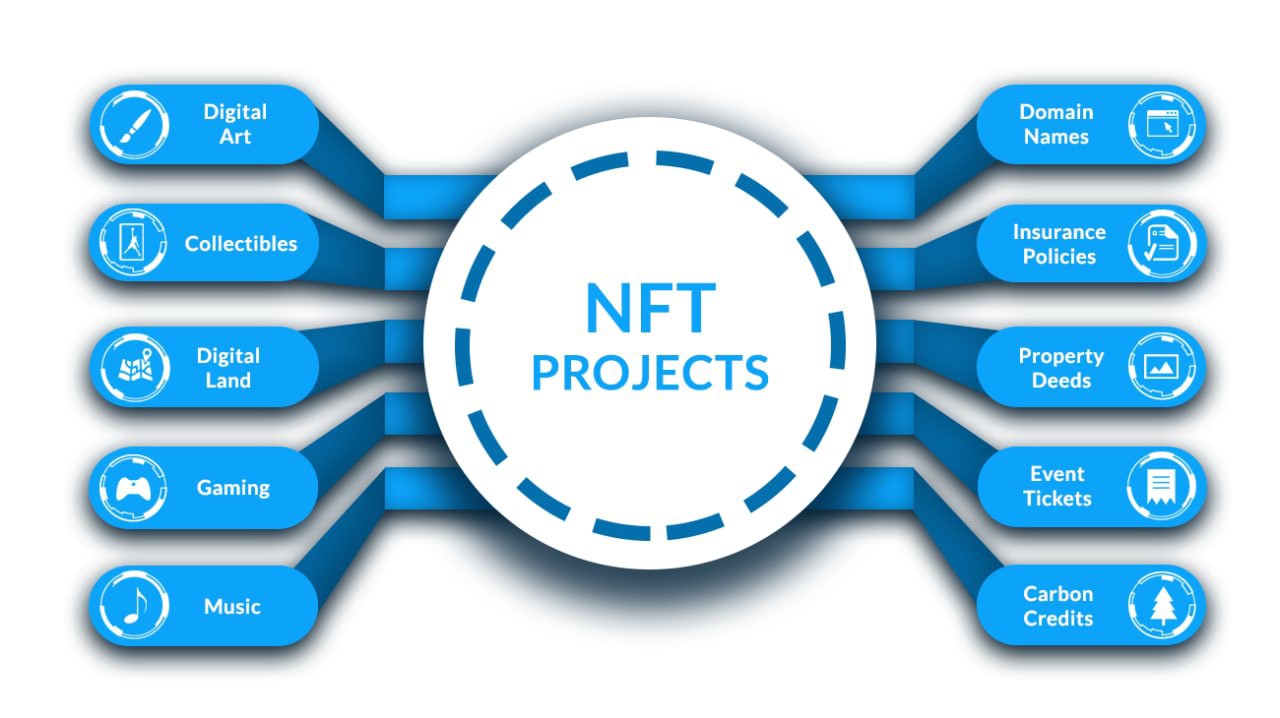 NFT
PROJECTS
Digital
Art
Collectibles
Digital
Land
Gaming
Music
Domain
Names
Insurance
Policies
Property
Deeds
Event
Tickets
Carbon
Credits